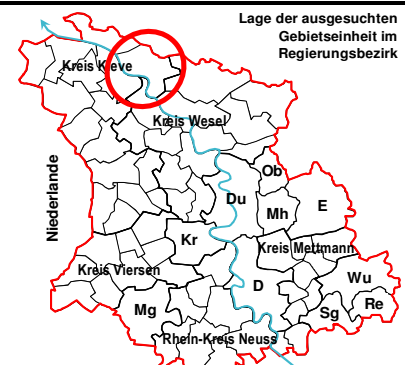 Lage der ausgesuchten
Gebietseinheit im
Regierungsbezirk
Kreis Kleve
Kreis Wesel
Niederlande
Ob
Du
E
Mh
Kr
Kreis Mettmann
Kreis Viersen
Wu
D
Mg
Sg
Re
Rhein-Kreis Neuss